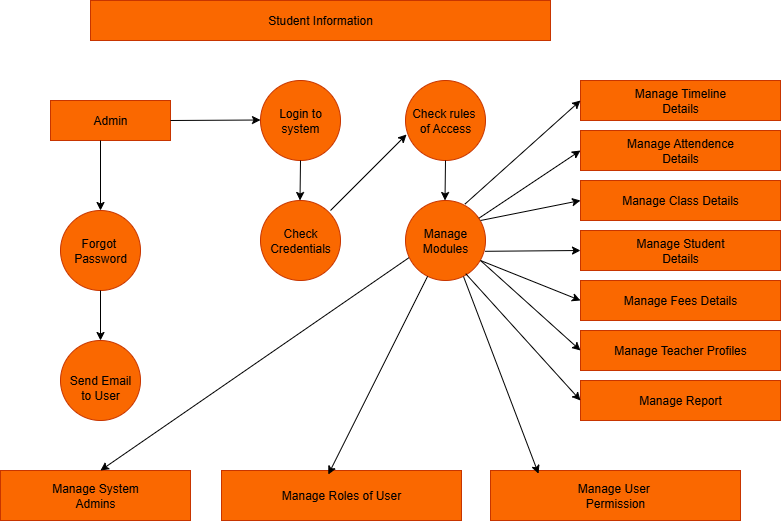 Student Information
Admin
Login to
system
Check rules
of Access
Manage Timeline
Details
Manage Attendence
Details
Manage Class Details
Forgot
Password
Check
Credentials
Manage
Modules
Manage Student
Details
Manage Fees Details
Manage Teacher Profiles
Send Email
to User
Manage Report
Manage System
Admins
Manage Roles of User
Manage User
Permission